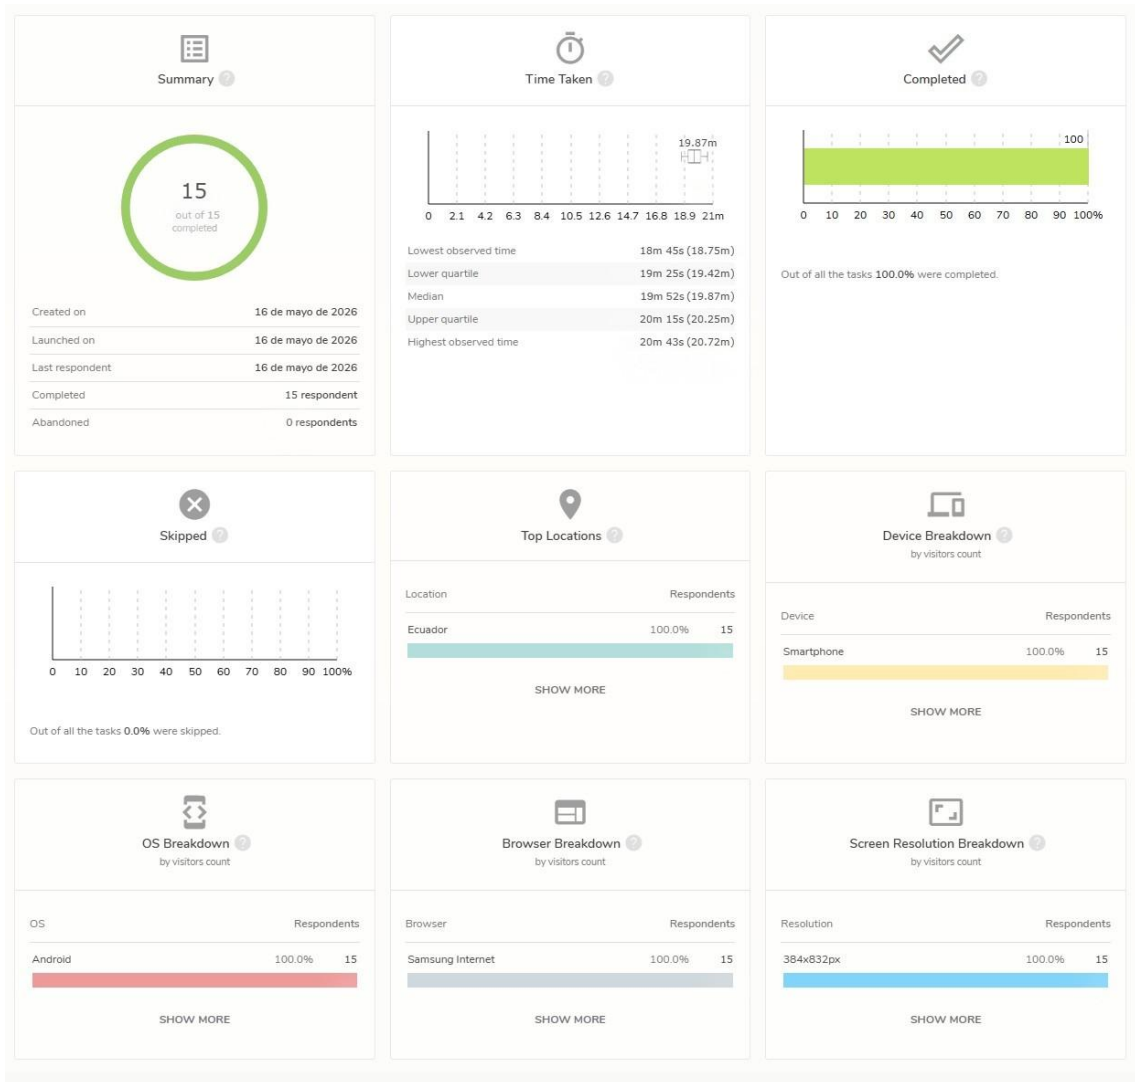 Summary ?
15
out of 15
completed
Created on 16 de mayo de 2026
Launched on 16 de mayo de 2026
Last respondent 16 de mayo de 2026
Completed 15 respondent
Abandoned 0 respondents
Time Taken ?
19.87m
0 2.1 4.2 6.3 8.4 10.5 12.6 14.7 16.8 18.9 21m
Lowest observed time 18m 45s (18.75m)
Lower quartile 19m 25s (19.42m)
Median 19m 52s (19.87m)
Upper quartile 20m 15s (20.25m)
Highest observed time 20m 43s (20.72m)
Completed ?
100
0 10 20 30 40 50 60 70 80 90 100%
Out of all the tasks 100.0% were completed.
Skipped ?
0 10 20 30 40 50 60 70 80 90 100%
Out of all the tasks 0.0% were skipped.
Top Locations ?
Location Respondents
Ecuador 100.0% 15
SHOW MORE
Device Breakdown ?
by visitors count
Device Respondents
Smartphone 100.0% 15
SHOW MORE
OS Breakdown ?
by visitors count
OS Respondents
Android 100.0% 15
SHOW MORE
Browser Breakdown ?
by visitors count
Browser Respondents
Samsung Internet 100.0% 15
SHOW MORE
Screen Resolution Breakdown ?
by visitors count
Resolution Respondents
384x832px 100.0% 15
SHOW MORE